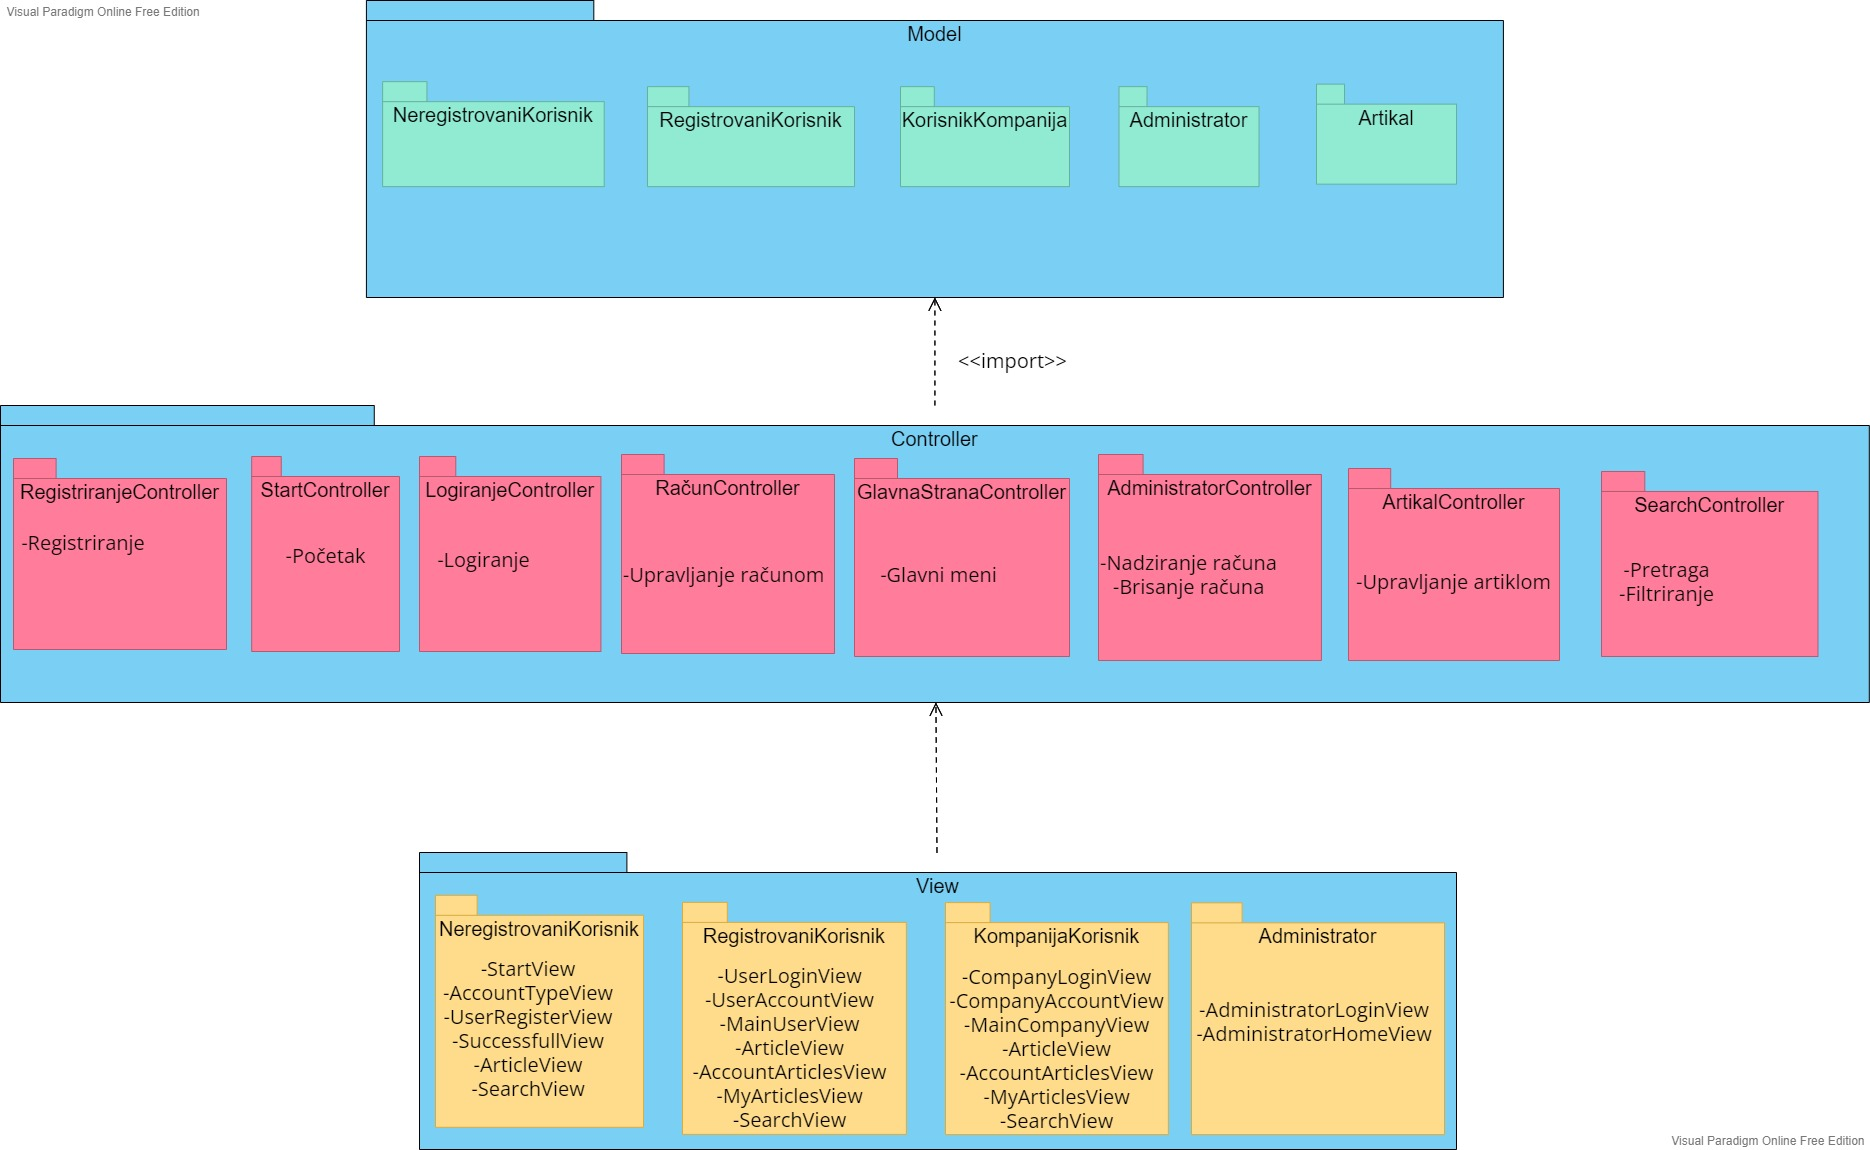 Visual Paradigm Online Free Edition
Model
NeregistrovaniKorisnik
RegistrovaniKorisnik
KorisnikKompanija
Administrator
Artikal
<<import>>
Controller
RegistriranjeController
-Registriranje
StartController
-Početak
LogiranjeController
-Logiranje
RačunController
-Upravljanje računom
GlavnaStranaController
-Glavni meni
AdministratorController
-Nadziranje računa
-Brisanje računa
ArtikalController
-Upravljanje artiklom
SearchController
-Pretraga
-Filtriranje
View
NeregistrovaniKorisnik
-StartView
-AccountTypeView
-UserRegisterView
-SuccessfullView
-ArticleView
-SearchView
RegistrovaniKorisnik
-UserLoginView
-UserAccountView
-MainUserView
-ArticleView
-AccountArticlesView
-MyArticlesView
-SearchView
KompanijaKorisnik
-CompanyLoginView
-CompanyAccountView
-MainCompanyView
-ArticleView
-AccountArticlesView
-MyArticlesView
-SearchView
Administrator
-AdministratorLoginView
-AdministratorHomeView
Visual Paradigm Online Free Edition